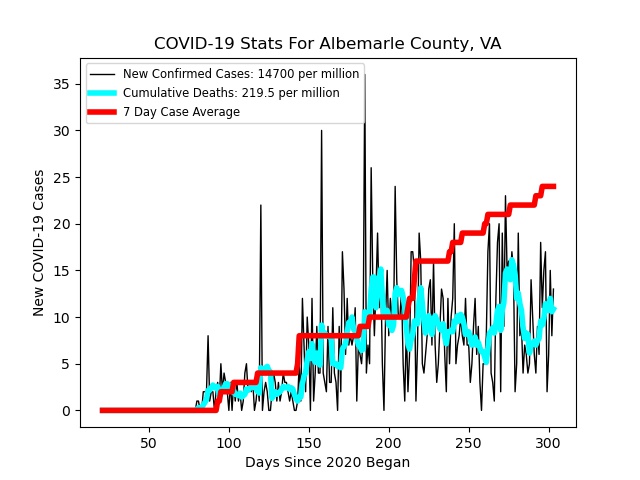 COVID-19 Stats For Albemarle County, VA
New Confirmed Cases: 14700 per million
Cumulative Deaths: 219.5 per million
7 Day Case Average
New COVID-19 Cases
35
30
25
20
15
10
5
0
50 100 150 200 250 300
Days Since 2020 Began